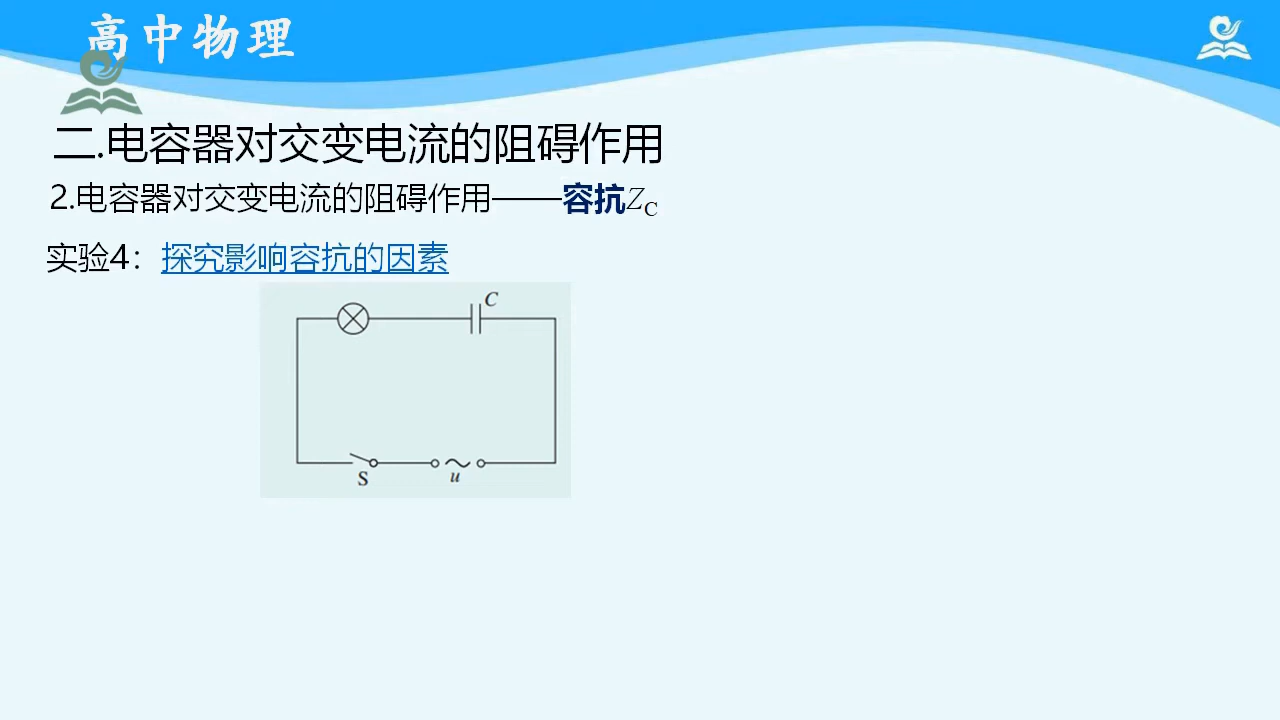 高中物理
二.电容器对交变电流的阻碍作用
2.电容器对交变电流的阻碍作用——容抗Z_C
实验4：探究影响容抗的因素
C
S
u